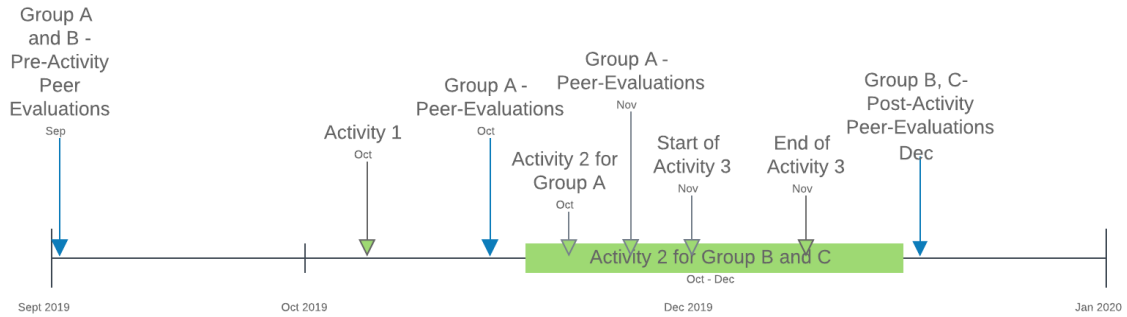 Group A
and B -
Pre-Activity
Peer
Evaluations
Sep
Activity 1
Oct
Group A -
Peer-Evaluations
Oct
Activity 2 for
Group A
Oct
Group A -
Peer-Evaluations
Nov
Start of
Activity 3
Nov
End of
Activity 3
Nov
Group B, C-
Post-Activity
Peer-Evaluations
Dec
Activity 2 for Group B and C
Oct - Dec
Sept 2019
Oct 2019
Dec 2019
Jan 2020